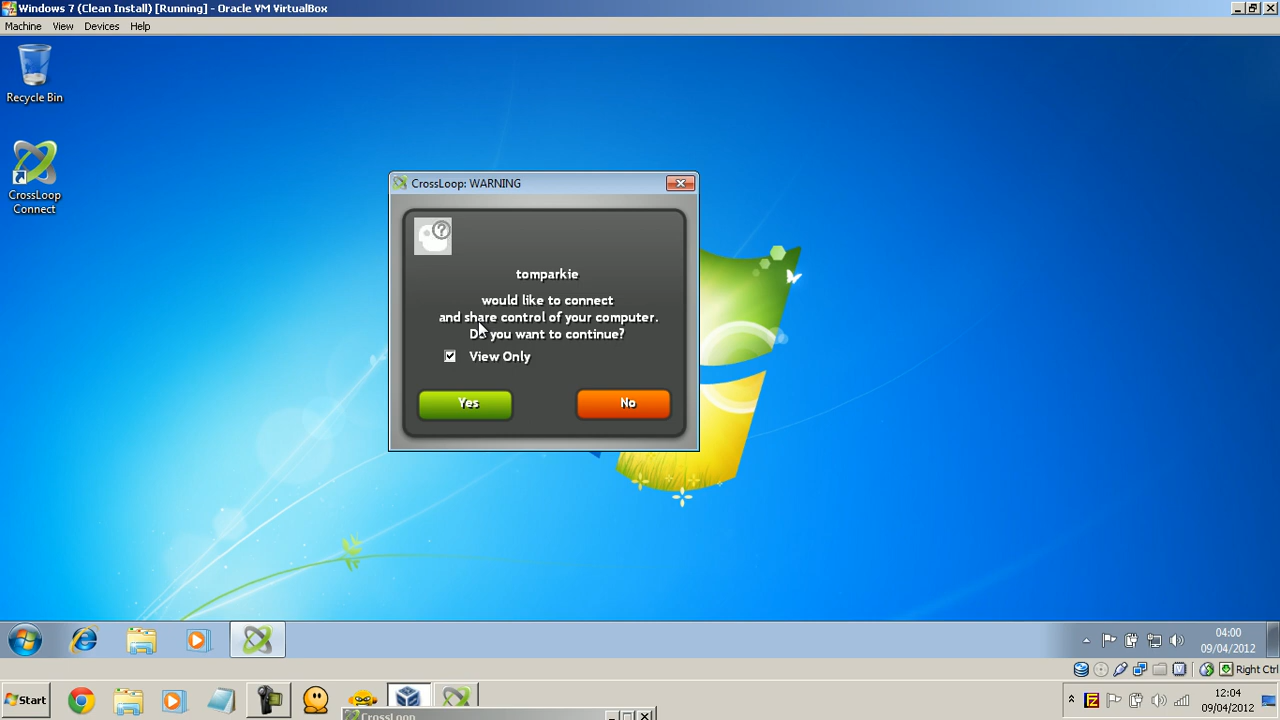 Windows 7 (Clean Install) [Running] - Oracle VM VirtualBox
Machine View Devices Help
Recycle Bin
CrossLoop
Connect
CrossLoop: WARNING
tomparkie
would like to connect
and share control of your computer.
Do you want to continue?
View Only
Yes No
04:00
09/04/2012
Right Ctrl
Start
CrossLoop
12:04
09/04/2012